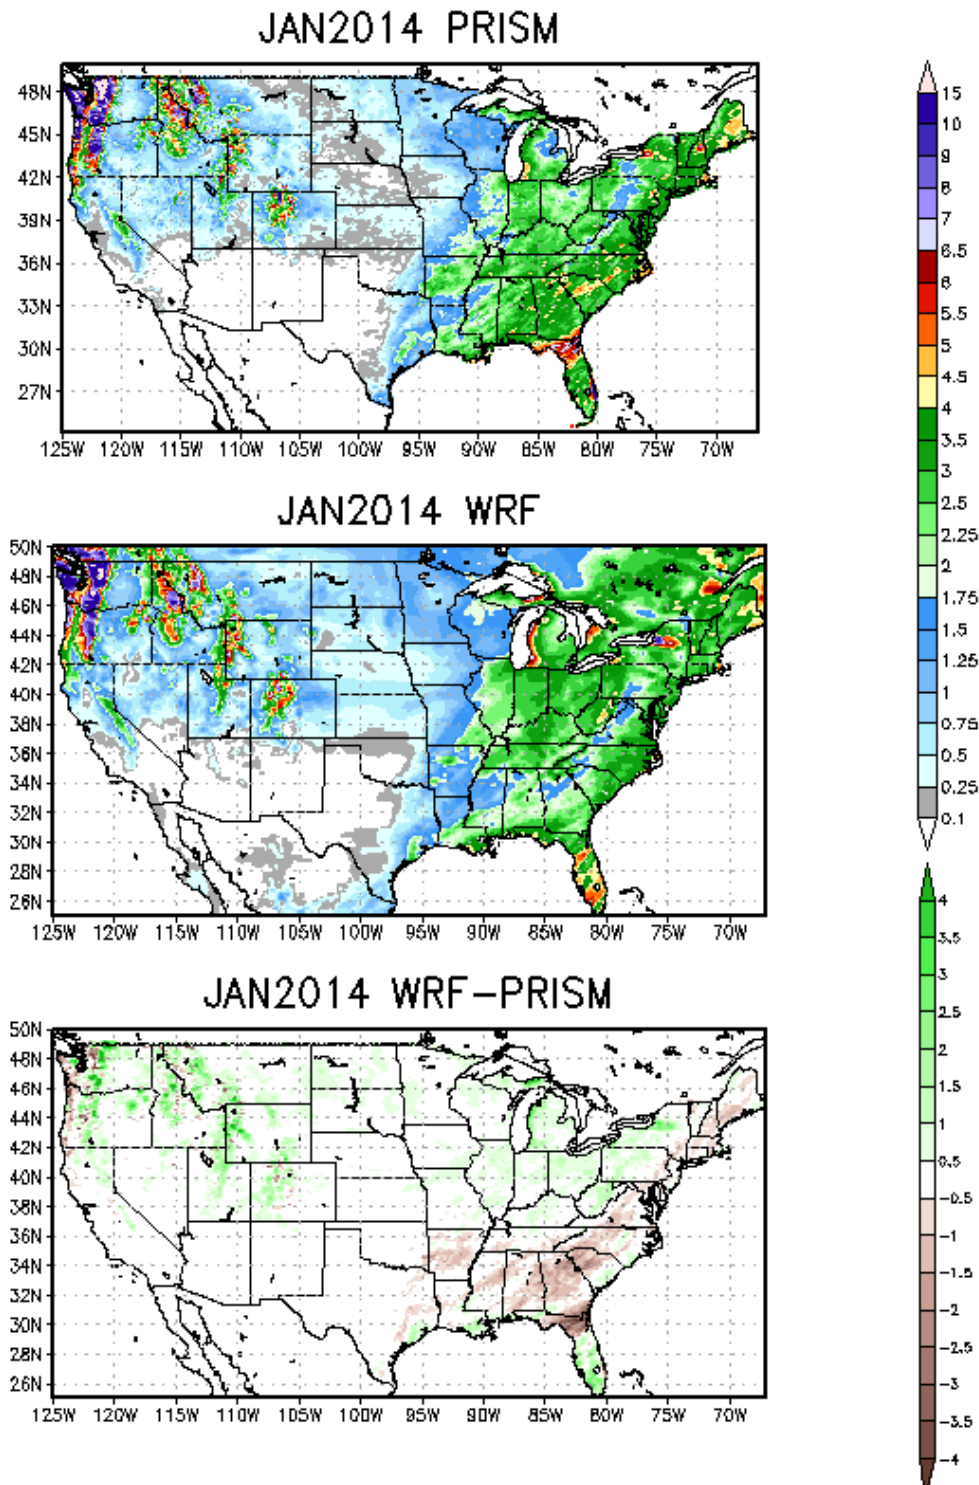 JAN2014 PRISM
48N
45N
42N
39N
36N
33N
30N
27N
125W 120W 115W 110W 105W 100W 95W 90W 85W 80W 75W 70W
JAN2014 WRF
50N
48N
46N
44N
42N
40N
38N
36N
34N
32N
30N
28N
26N
125W 120W 115W 110W 105W 100W 95W 90W 85W 80W 75W 70W
JAN2014 WRF-PRISM
50N
48N
46N
44N
42N
40N
38N
36N
34N
32N
30N
28N
26N
125W 120W 115W 110W 105W 100W 95W 90W 85W 80W 75W 70W
15
10
9
8
7
6.5
6
5.5
5
4.5
4
3.5
3
2.5
2.25
2
1.75
1.5
1.25
1
0.75
0.5
0.25
0.1
4
3.5
3
2.5
2
1.5
1
0.5
-0.5
-1
-1.5
-2
-2.5
-3
-3.5
-4